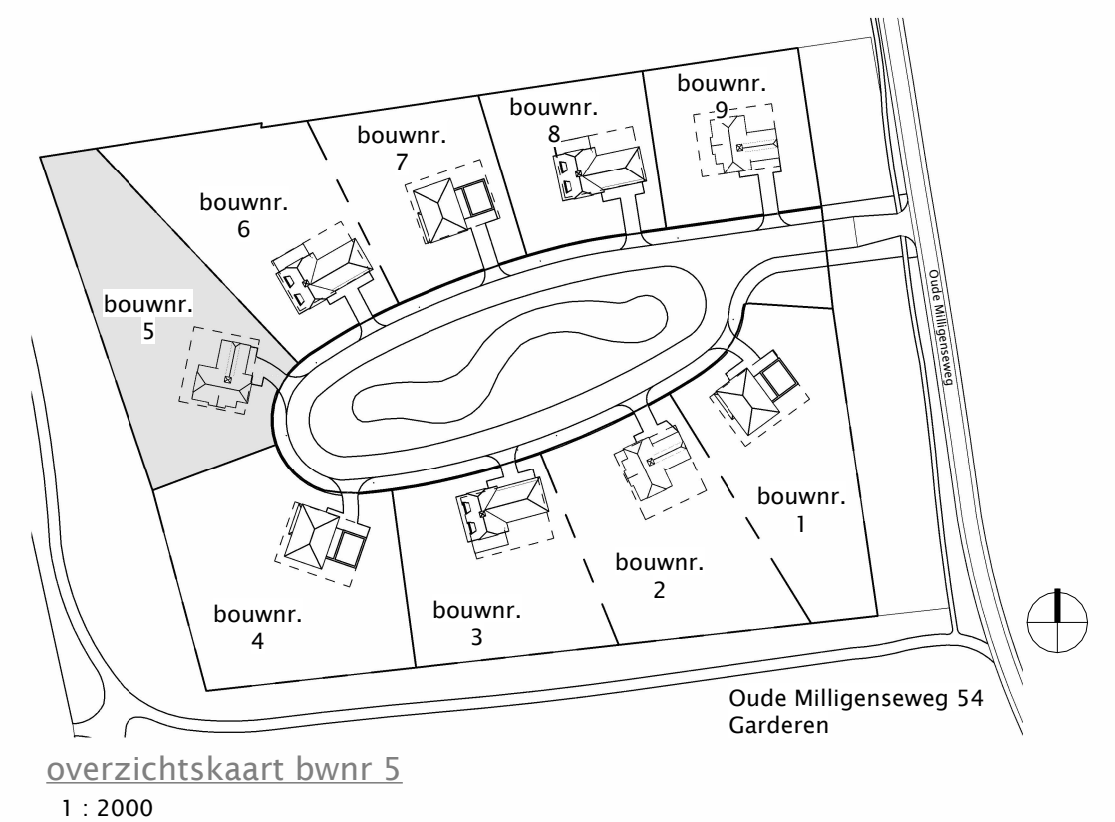 bouwnr.
9
bouwnr.
8
bouwnr.
7
bouwnr.
6
bouwnr.
5
Oude Milligenseweg
bouwnr.
1
bouwnr.
2
bouwnr.
3
bouwnr.
4
Oude Milligenseweg 54
Garderen
overzichtskaart bwnr 5
1 : 2000